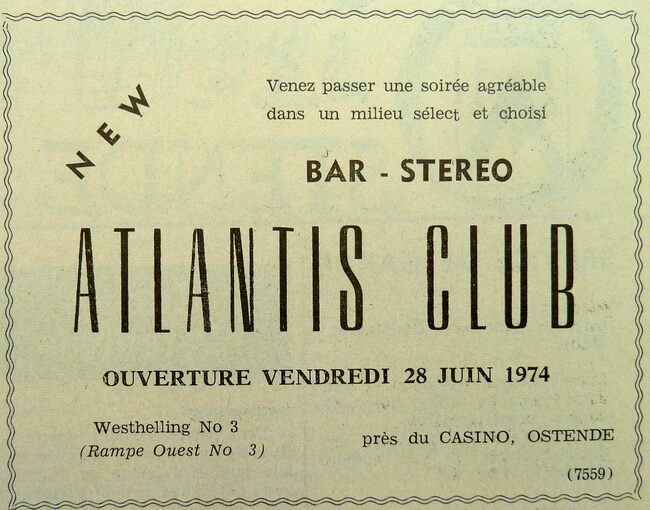 NEW
Venez passer une soirée agréable
dans un milieu sélect et choisi
BAR - STEREO
ATLANTIS CLUB
OUVERTURE VENDREDI 28 JUIN 1974
Westhelling No 3
(Rampe Ouest No 3)
près du CASINO, OSTENDE
(7559)